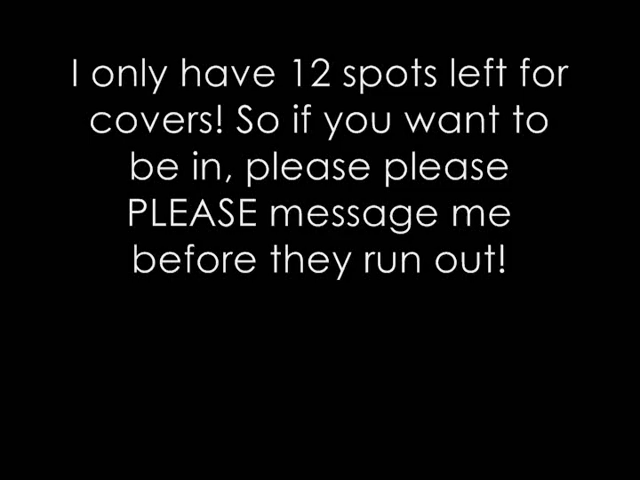 I only have 12 spots left for
covers! So if you want to
be in, please please
PLEASE message me
before they run out!